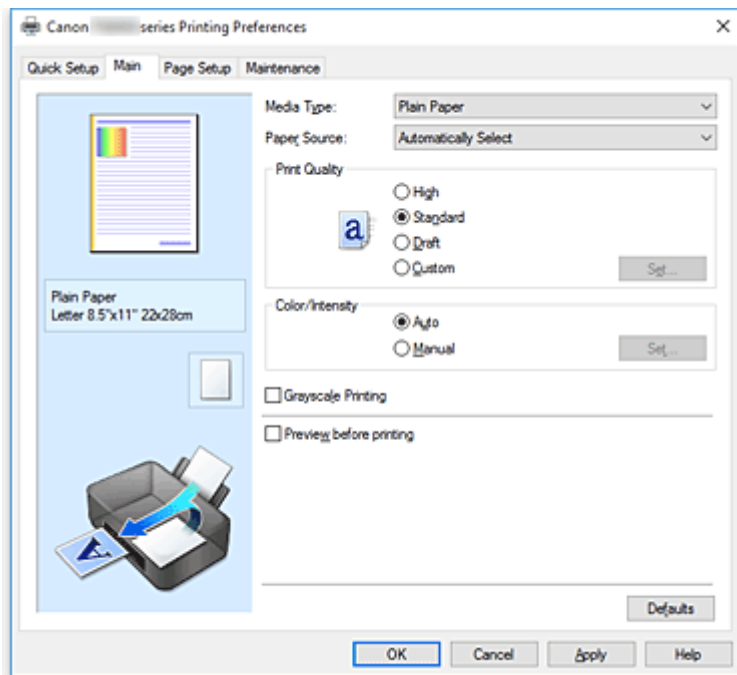 Canon series Printing Preferences
Quick Setup Main Page Setup Maintenance
Media Type: Plain Paper
Paper Source: Automatically Select
Print Quality
High
a Standard
Draft
Custom Set...
Plain Paper
Letter 8.5"x11" 22x28cm
Color/Intensity
Auto
Manual Set...
Grayscale Printing
Preview before printing
A
Defaults
OK Cancel Apply Help